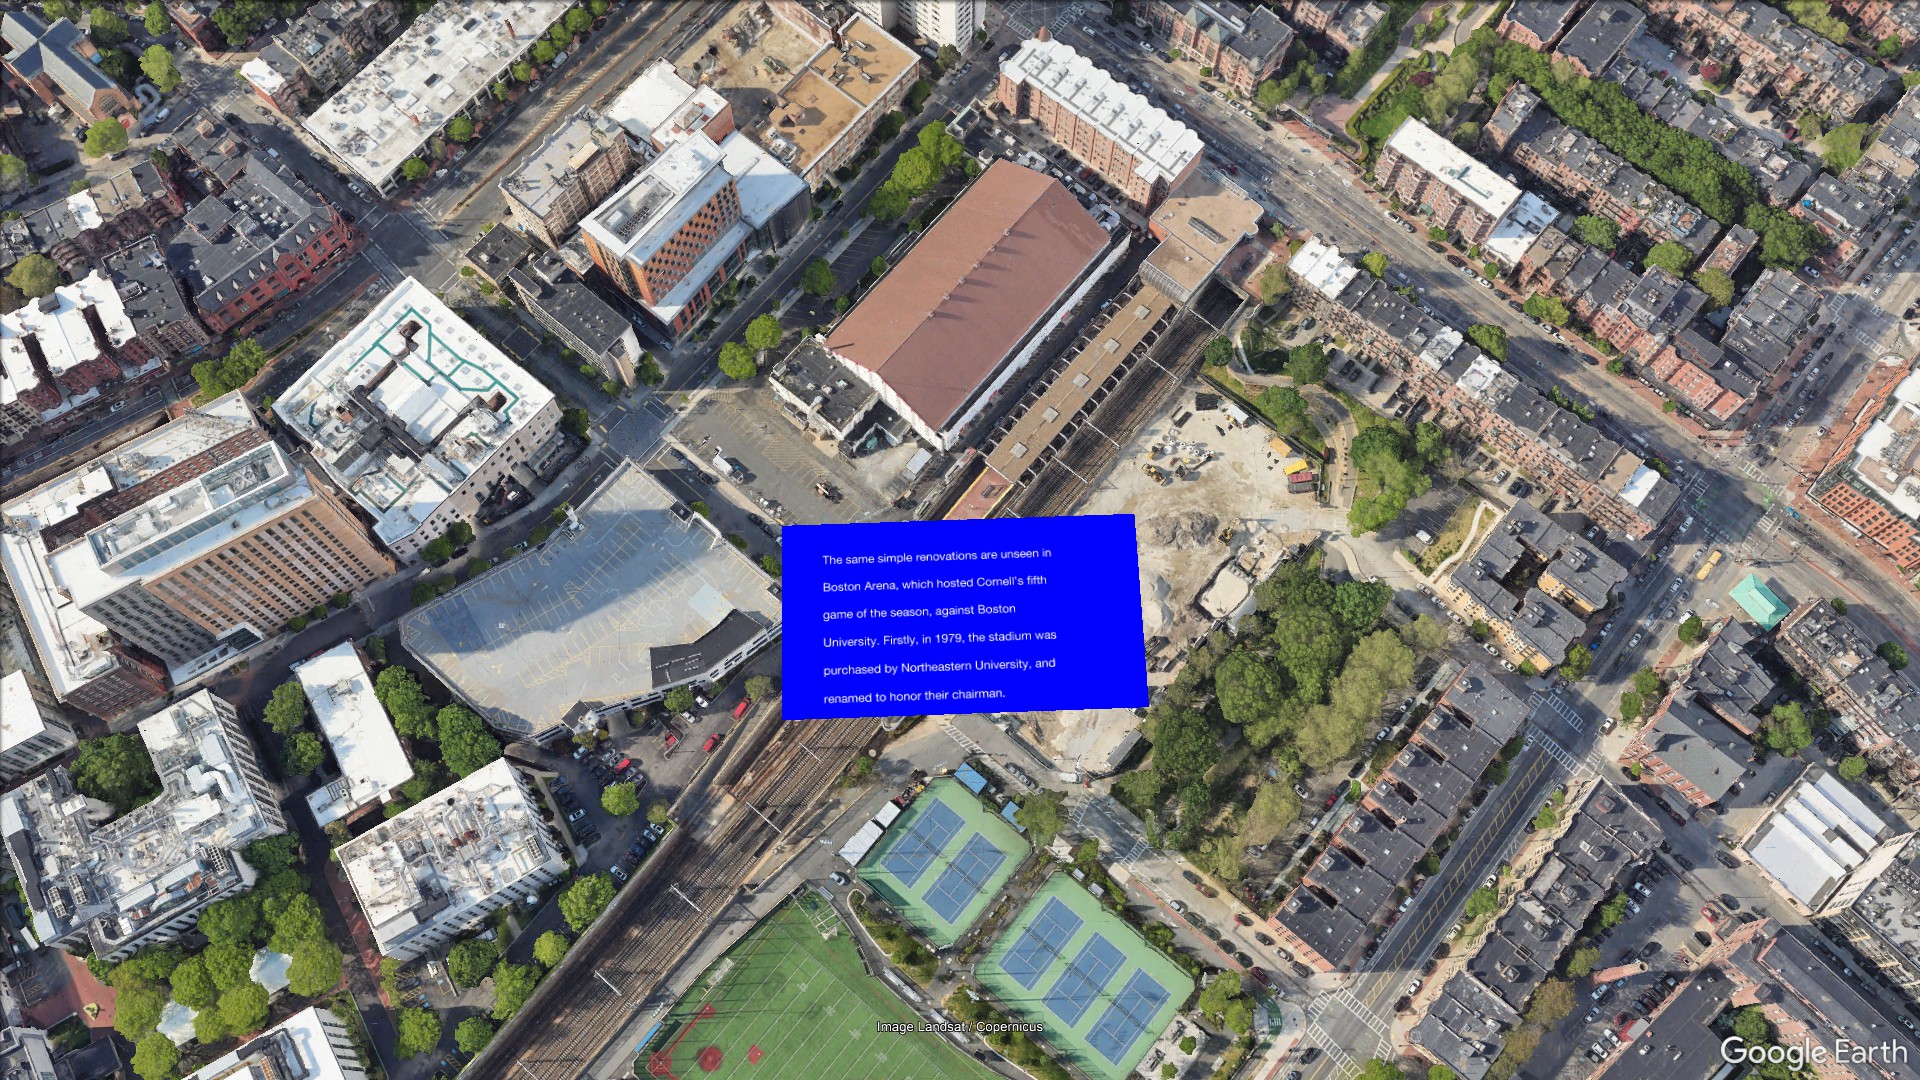 The same simple renovations are unseen in
Boston Arena, which hosted Cornell's fifth
game of the season, against Boston
University. Firstly, in 1979, the stadium was
purchased by Northeastern University, and
renamed to honor their chairman.
Image Landsat / Copernicus
Google Earth